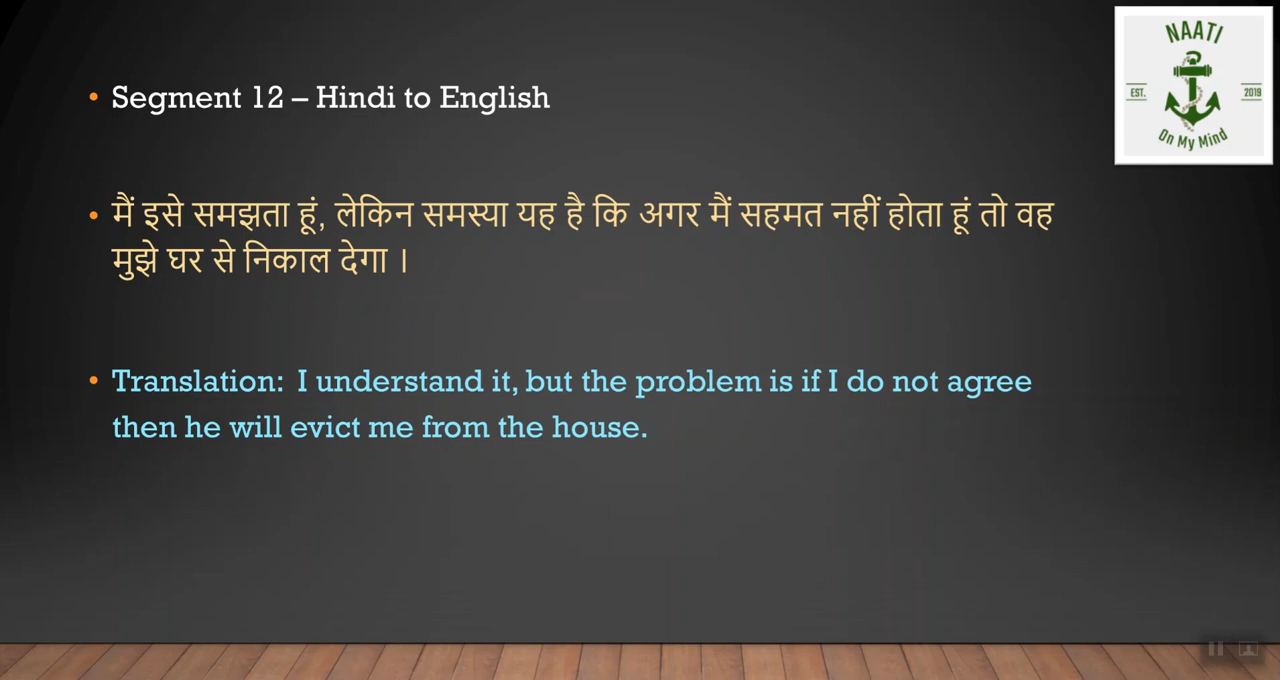 NAATI
EST. 2019
On My Mind
• Segment 12 – Hindi to English
• मैं इसे समझता हूं, लेकिन समस्या यह है कि अगर मैं सहमत नहीं होता हूं तो वह
मुझे घर से निकाल देगा ।
• Translation: I understand it, but the problem is if I do not agree
then he will evict me from the house.